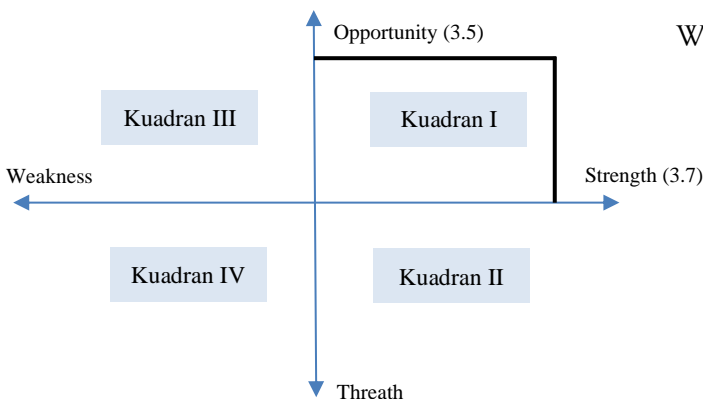 Opportunity (3.5)
W
Kuadran III
Kuadran I
Weakness
Strength (3.7)
Kuadran IV
Kuadran II
Threath